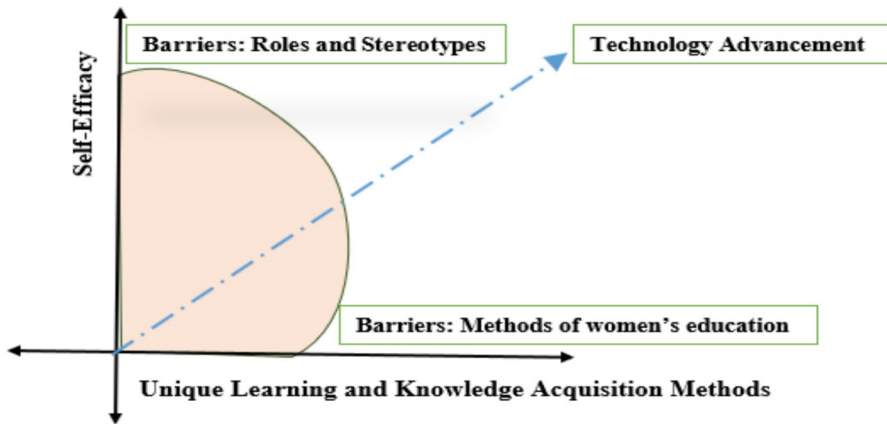 Barriers: Roles and Stereotypes
Technology Advancement
Self-Efficacy
Barriers: Methods of women’s education
Unique Learning and Knowledge Acquisition Methods